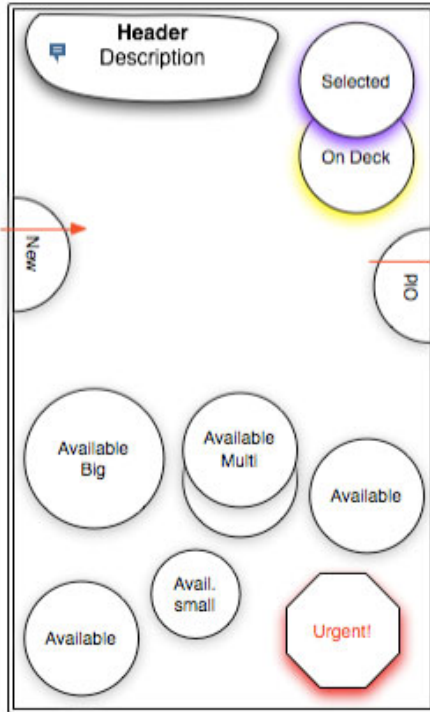 Header
Description
Selected
On Deck
New
Old
Available
Big
Available
Multi
Available
Avail.
small
Available
Urgent!